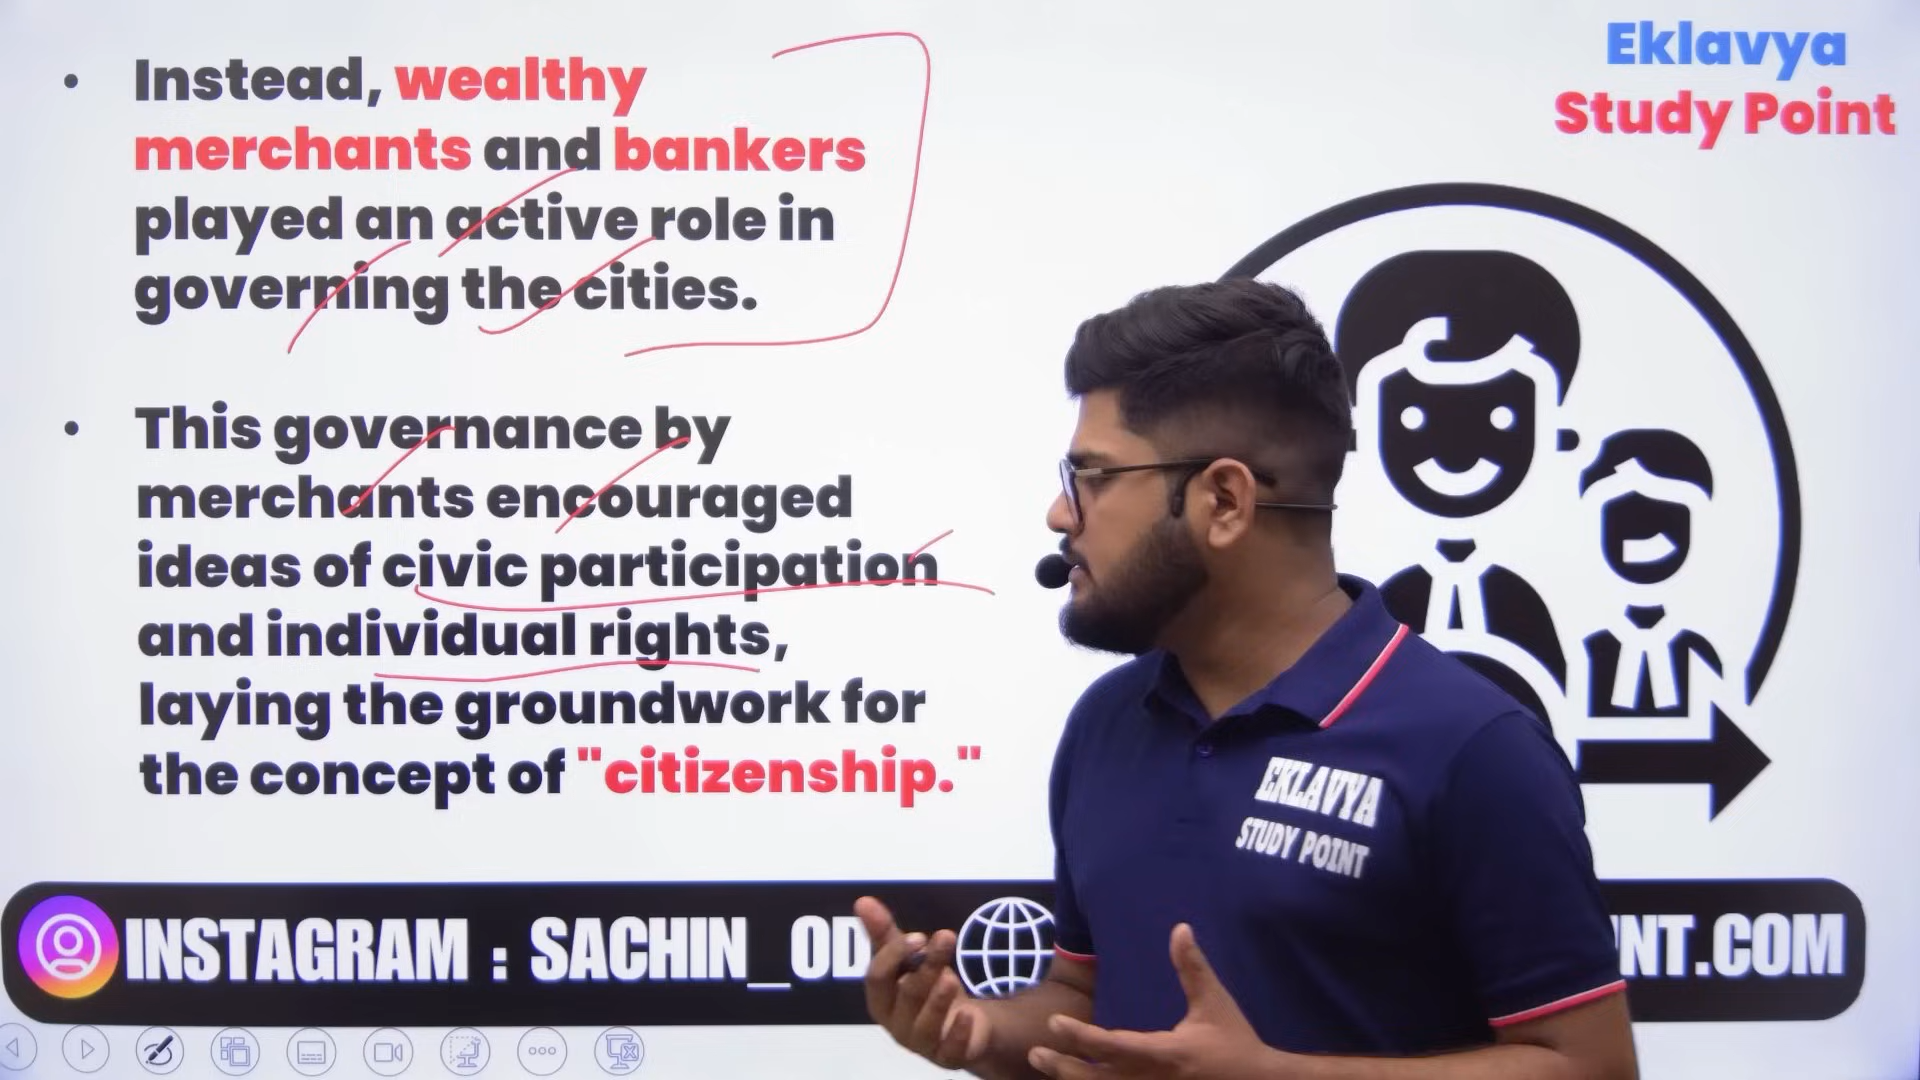 Eklavya
Study Point
• Instead, wealthy
merchants and bankers
played an active role in
governing the cities.
• This governance by
merchants encouraged
ideas of civic participation
and individual rights,
laying the groundwork for
the concept of "citizenship."
EKLAVYA
STUDY POINT
INSTAGRAM : SACHIN_OD
NT.COM